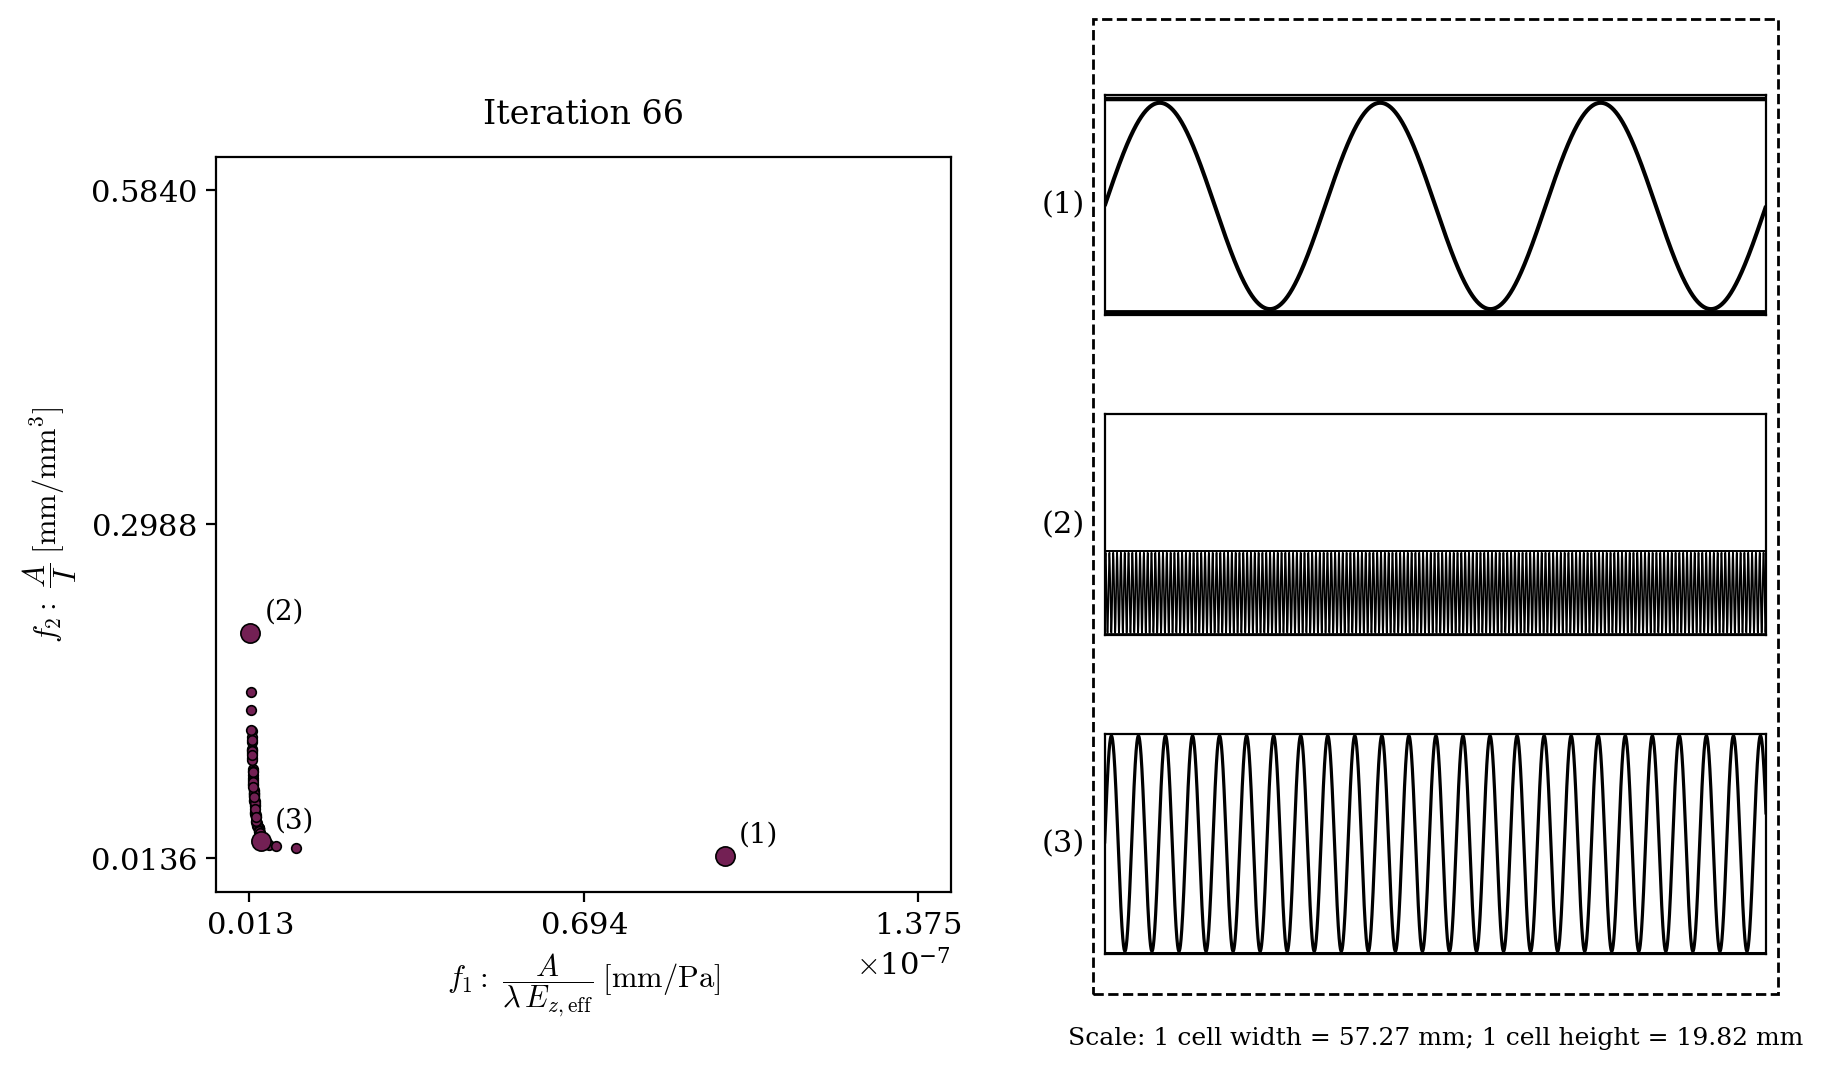 Iteration 66
0.5840
0.2988
0.0136
f₂: A/I [mm/mm³]
(2)
(3)
(1)
0.013 0.694 1.375
×10⁻⁷
f₁: A/(λ E_{z, eff}) [mm/Pa]
(1)
(2)
(3)
Scale: 1 cell width = 57.27 mm; 1 cell height = 19.82 mm